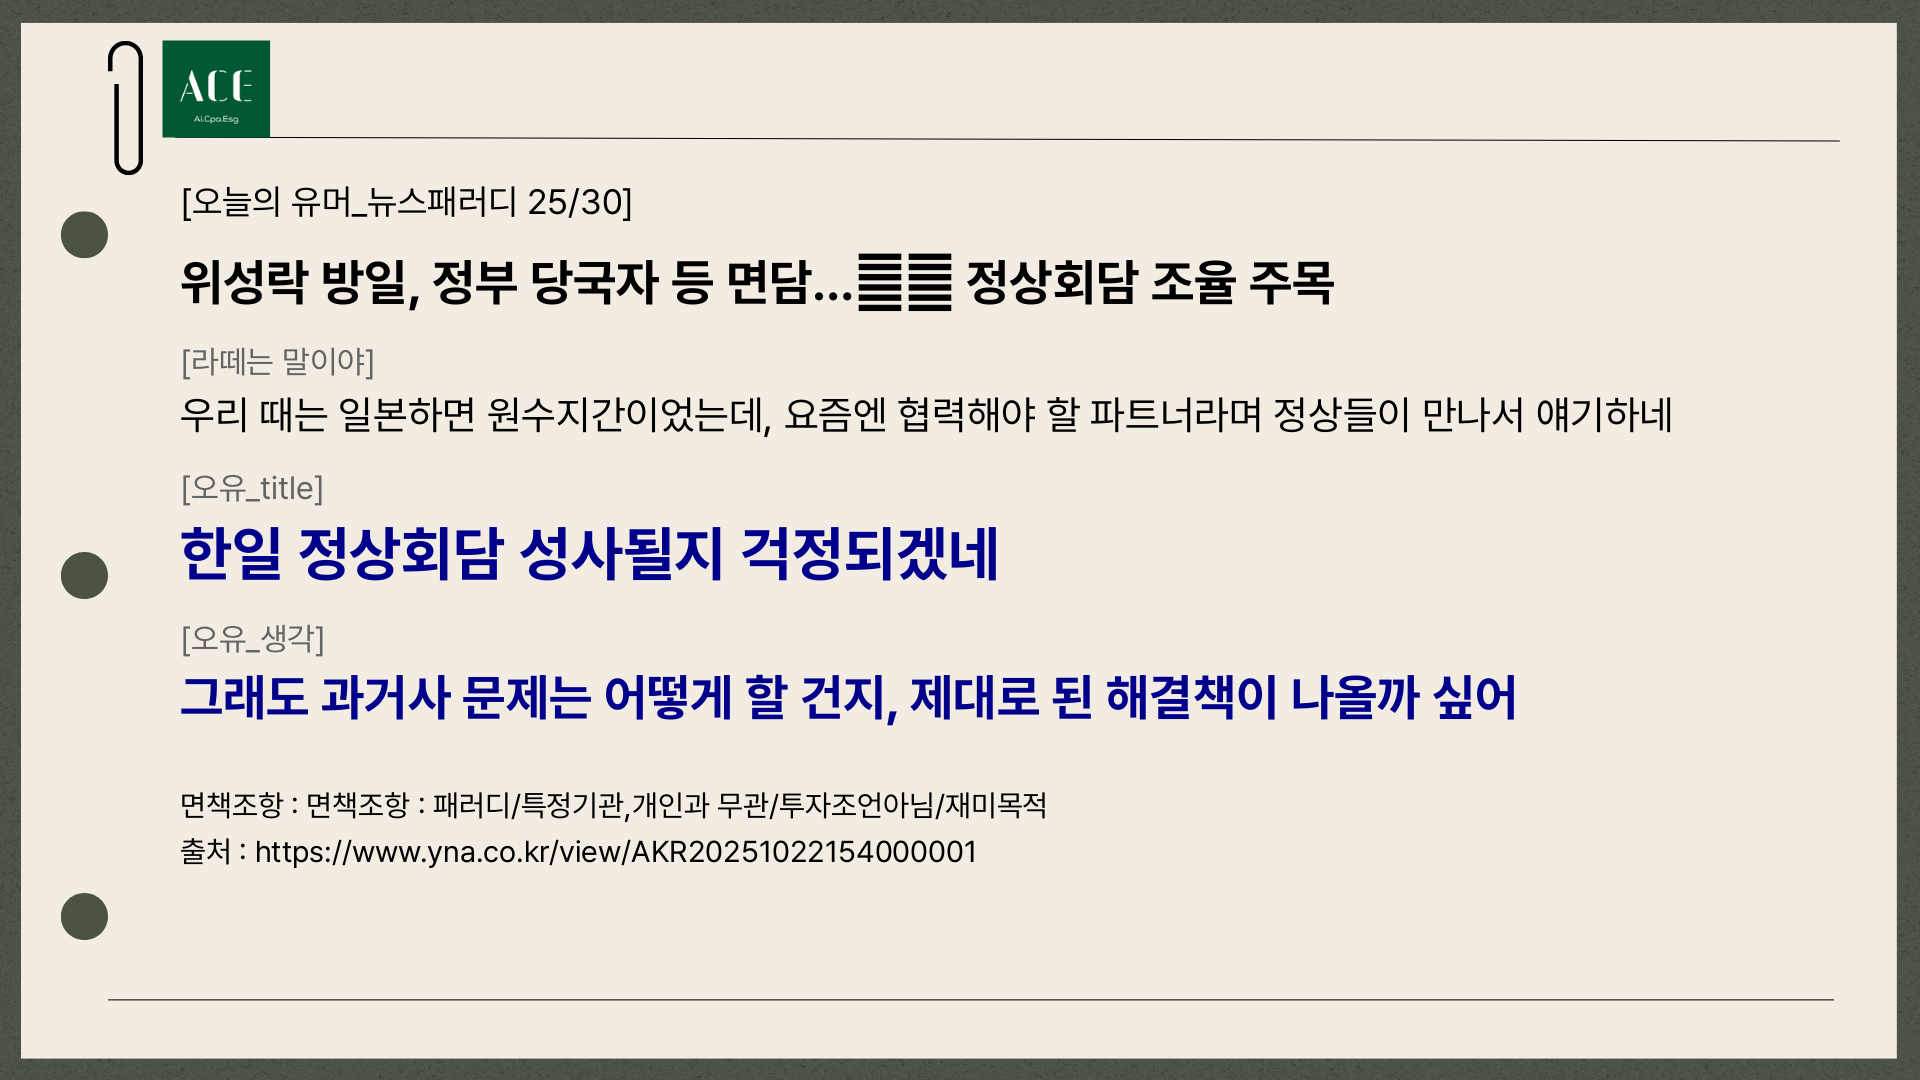 ACE
Ai.Cpa.Esg
[오늘의 유머_뉴스패러디 25/30]
위성락 방일, 정부 당국자 등 면담... 정상회담 조율 주목
[라떼는 말이야]
우리 때는 일본하면 원수지간이었는데, 요즘엔 협력해야 할 파트너라며 정상들이 만나서 얘기하네
[오유_title]
한일 정상회담 성사될지 걱정되겠네
[오유_생각]
그래도 과거사 문제는 어떻게 할 건지, 제대로 된 해결책이 나올까 싶어
면책조항 : 면책조항 : 패러디/특정기관,개인과 무관/투자조언아님/재미목적
출처 : https://www.yna.co.kr/view/AKR20251022154000001